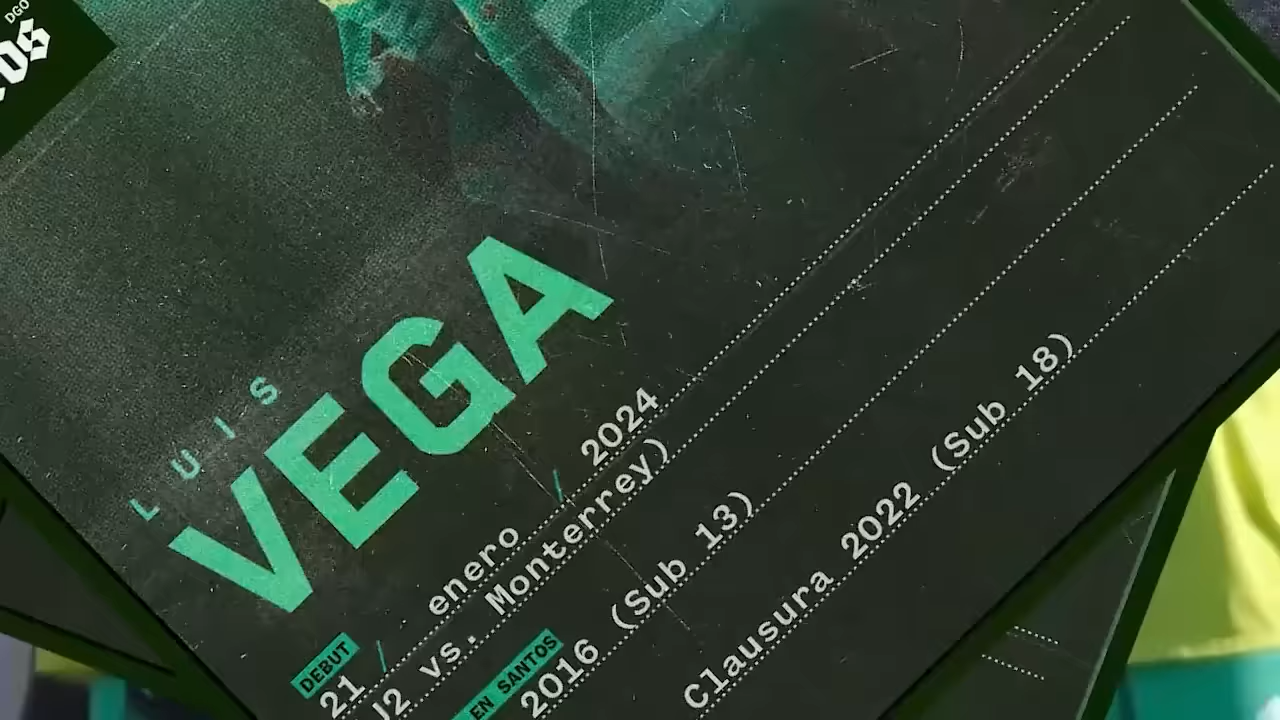 DGO
LUIS
VEGA
DEBUT
21 / enero / 2024
J2 vs. Monterrey)
EN SANTOS
2016 (Sub 13)
Clausura 2022 (Sub 18)